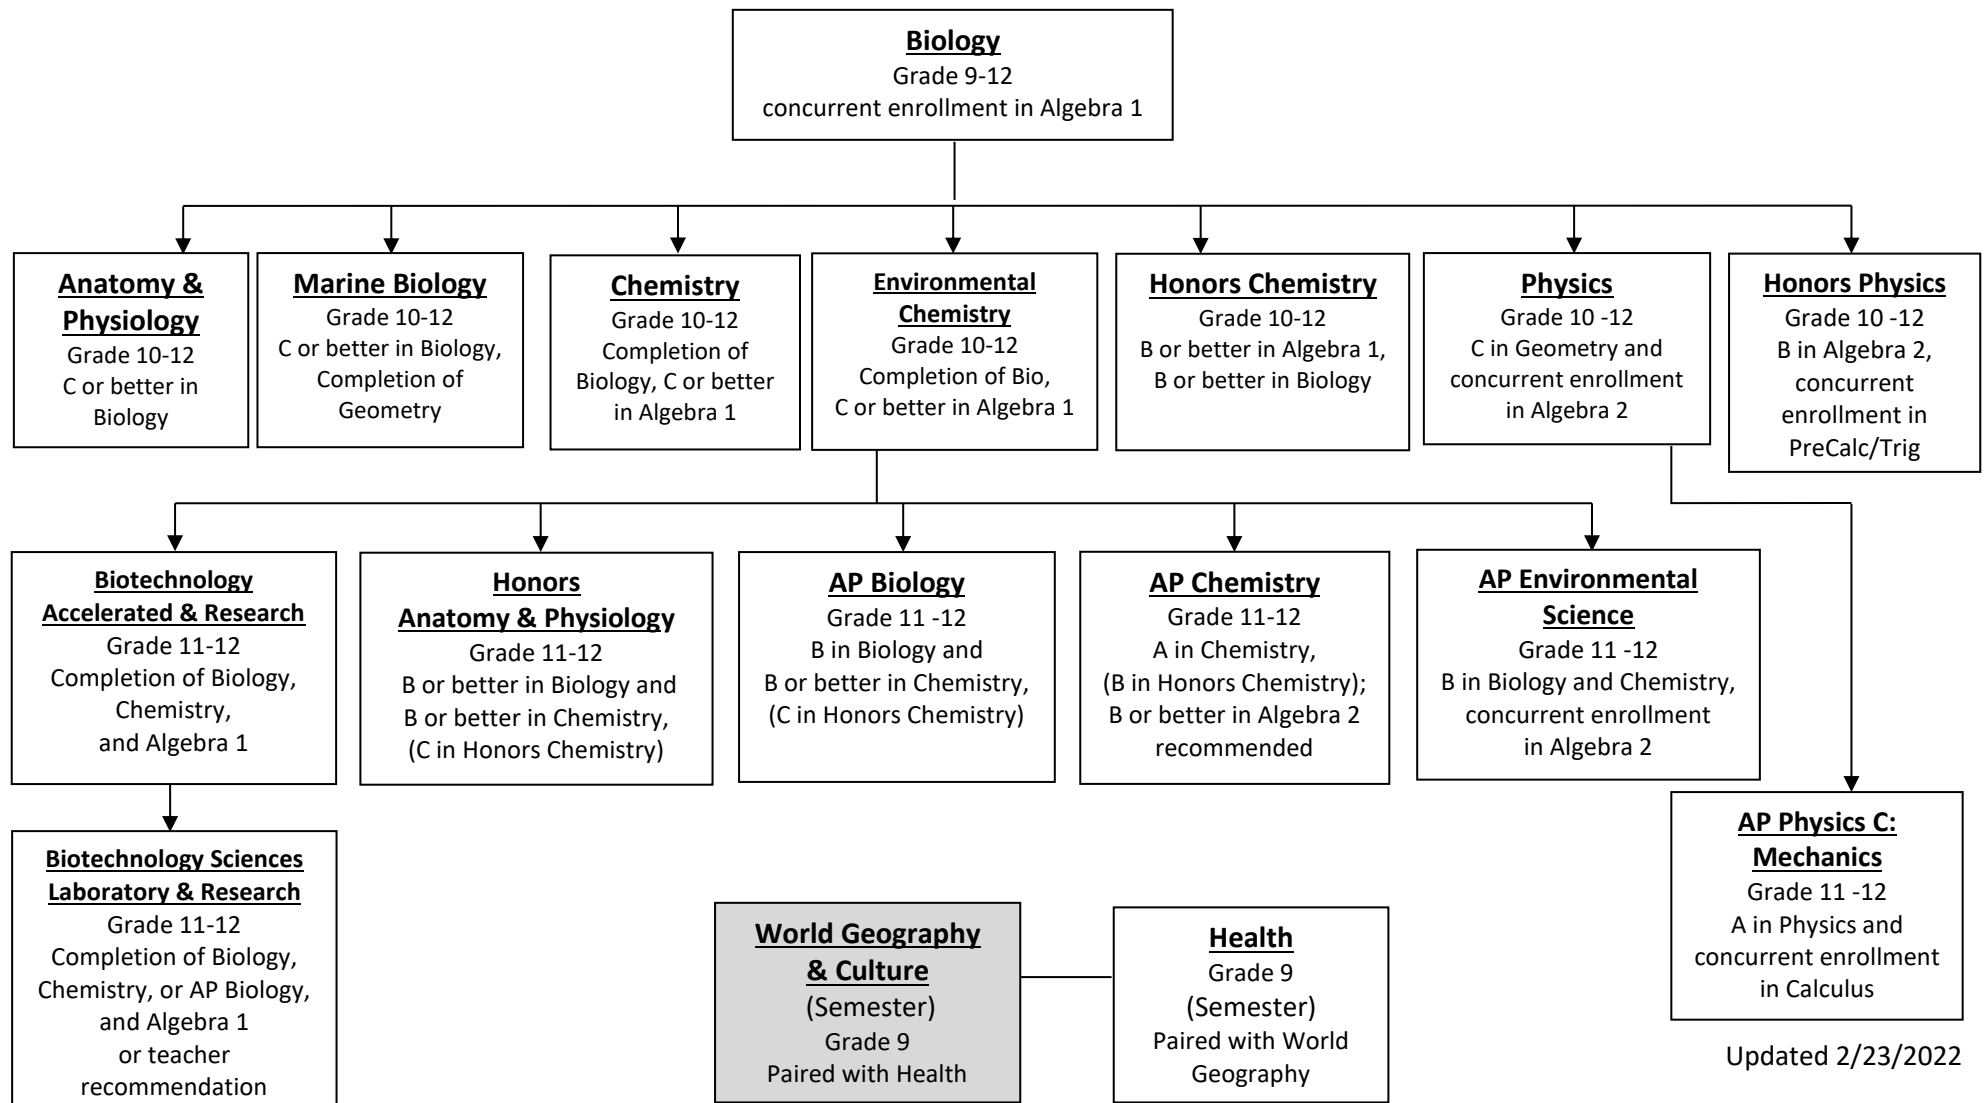 Biology
Grade 9-12
concurrent enrollment in Algebra 1
Anatomy &
Physiology
Grade 10-12
C or better in
Biology
Marine Biology
Grade 10-12
C or better in Biology,
Completion of
Geometry
Chemistry
Grade 10-12
Completion of
Biology, C or better
in Algebra 1
Environmental
Chemistry
Grade 10-12
Completion of Bio,
C or better in Algebra 1
Honors Chemistry
Grade 10-12
B or better in Algebra 1,
B or better in Biology
Physics
Grade 10 -12
C in Geometry and
concurrent enrollment
in Algebra 2
Honors Physics
Grade 10 -12
B in Algebra 2,
concurrent
enrollment in
PreCalc/Trig
Biotechnology
Accelerated & Research
Grade 11-12
Completion of Biology,
Chemistry,
and Algebra 1
Honors
Anatomy & Physiology
Grade 11-12
B or better in Biology and
B or better in Chemistry,
(C in Honors Chemistry)
AP Biology
Grade 11 -12
B in Biology and
B or better in Chemistry,
(C in Honors Chemistry)
AP Chemistry
Grade 11-12
A in Chemistry,
(B in Honors Chemistry);
B or better in Algebra 2
recommended
AP Environmental
Science
Grade 11 -12
B in Biology and Chemistry,
concurrent enrollment
in Algebra 2
Biotechnology Sciences
Laboratory & Research
Grade 11-12
Completion of Biology,
Chemistry, or AP Biology,
and Algebra 1
or teacher
recommendation
World Geography
& Culture
(Semester)
Grade 9
Paired with Health
Health
Grade 9
(Semester)
Paired with World
Geography
AP Physics C:
Mechanics
Grade 11 -12
A in Physics and
concurrent enrollment
in Calculus
Updated 2/23/2022